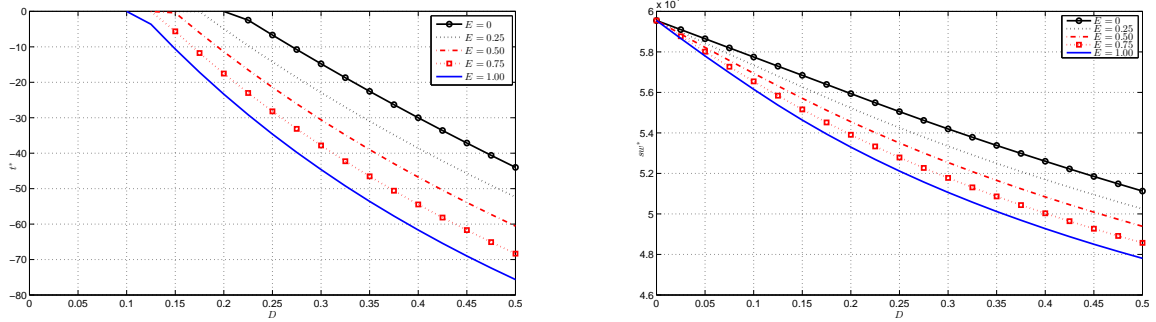 0
−10
−20
−30
−40
−50
−60
−70
−80
t*
0 0.05 0.1 0.15 0.2 0.25 0.3 0.35 0.4 0.45 0.5
D
E = 0
E = 0.25
E = 0.50
E = 0.75
E = 1.00
6
5.8
5.6
5.4
5.2
5
4.8
4.6
sw*
0 0.05 0.1 0.15 0.2 0.25 0.3 0.35 0.4 0.45 0.5
D
E = 0
E = 0.25
E = 0.50
E = 0.75
E = 1.00